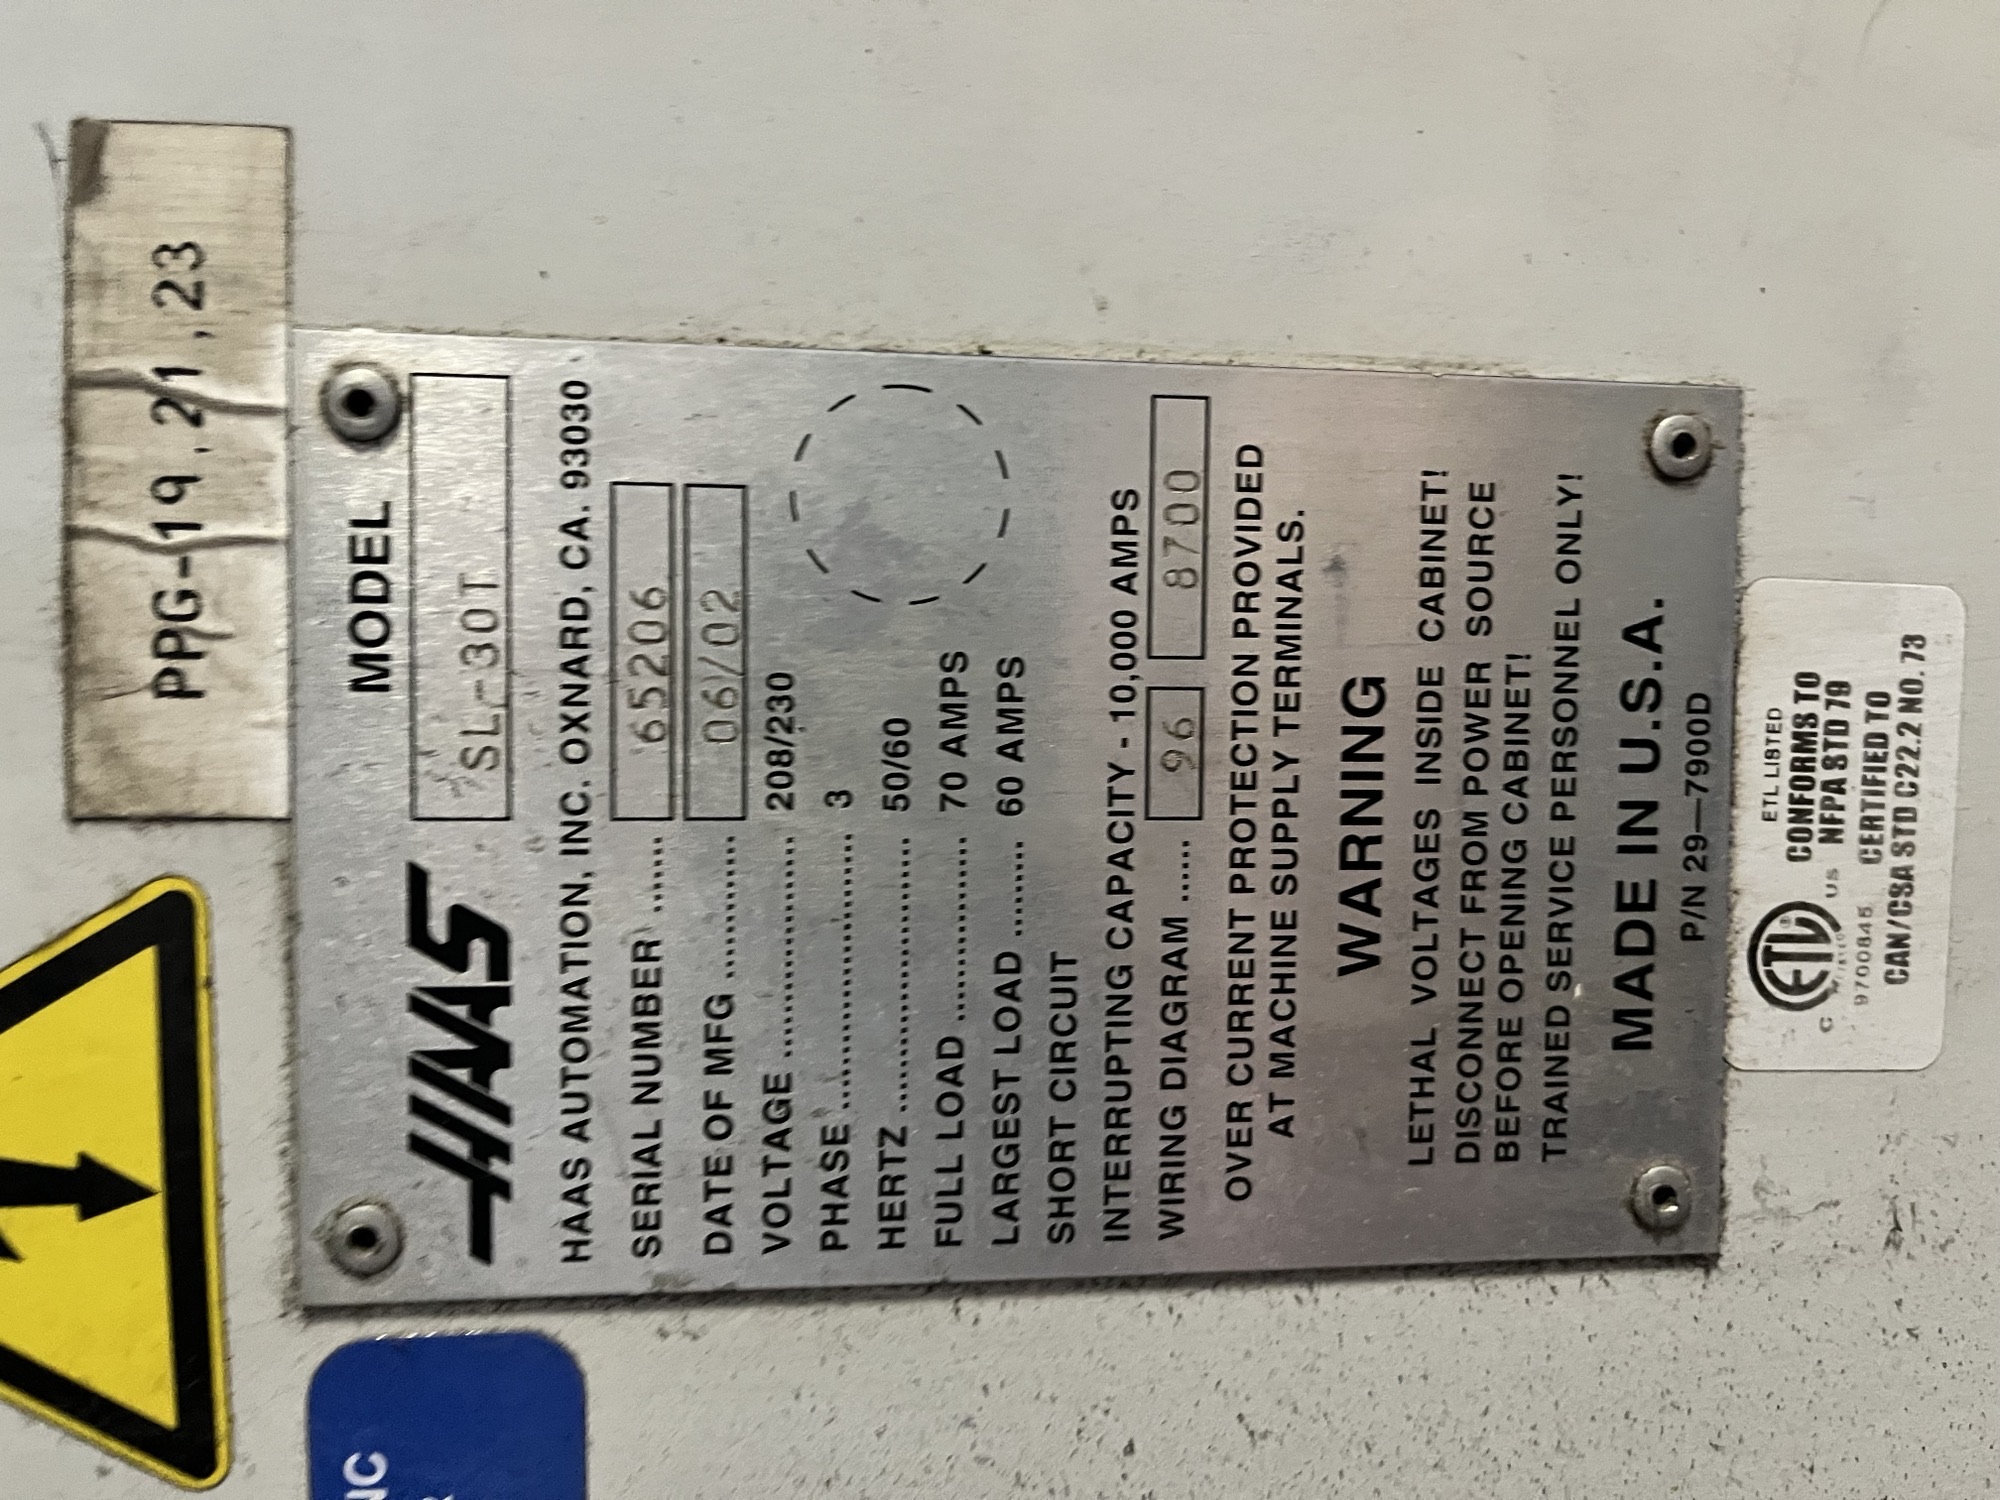 PPG-19,21,23
MODEL
HAAS
SL-30T
HAAS AUTOMATION, INC. OXNARD, CA. 93030
SERIAL NUMBER ....... 65206
DATE OF MFG ........... 06/02
VOLTAGE ..................... 208/230
PHASE ......................... 3
HERTZ ......................... 50/60
FULL LOAD ................. 70 AMPS
LARGEST LOAD ......... 60 AMPS
SHORT CIRCUIT
INTERRUPTING CAPACITY - 10,000 AMPS
WIRING DIAGRAM ...... 96 8700
OVER CURRENT PROTECTION PROVIDED
AT MACHINE SUPPLY TERMINALS.
WARNING
LETHAL VOLTAGES INSIDE CABINET!
DISCONNECT FROM POWER SOURCE
BEFORE OPENING CABINET!
TRAINED SERVICE PERSONNEL ONLY!
MADE IN U.S.A.
P/N 29—7900D
ETL LISTED
CONFORMS TO
NFPA STD 79
C ETL US
9700845 CERTIFIED TO
CAN/CSA STD C22.2 NO. 73
NC